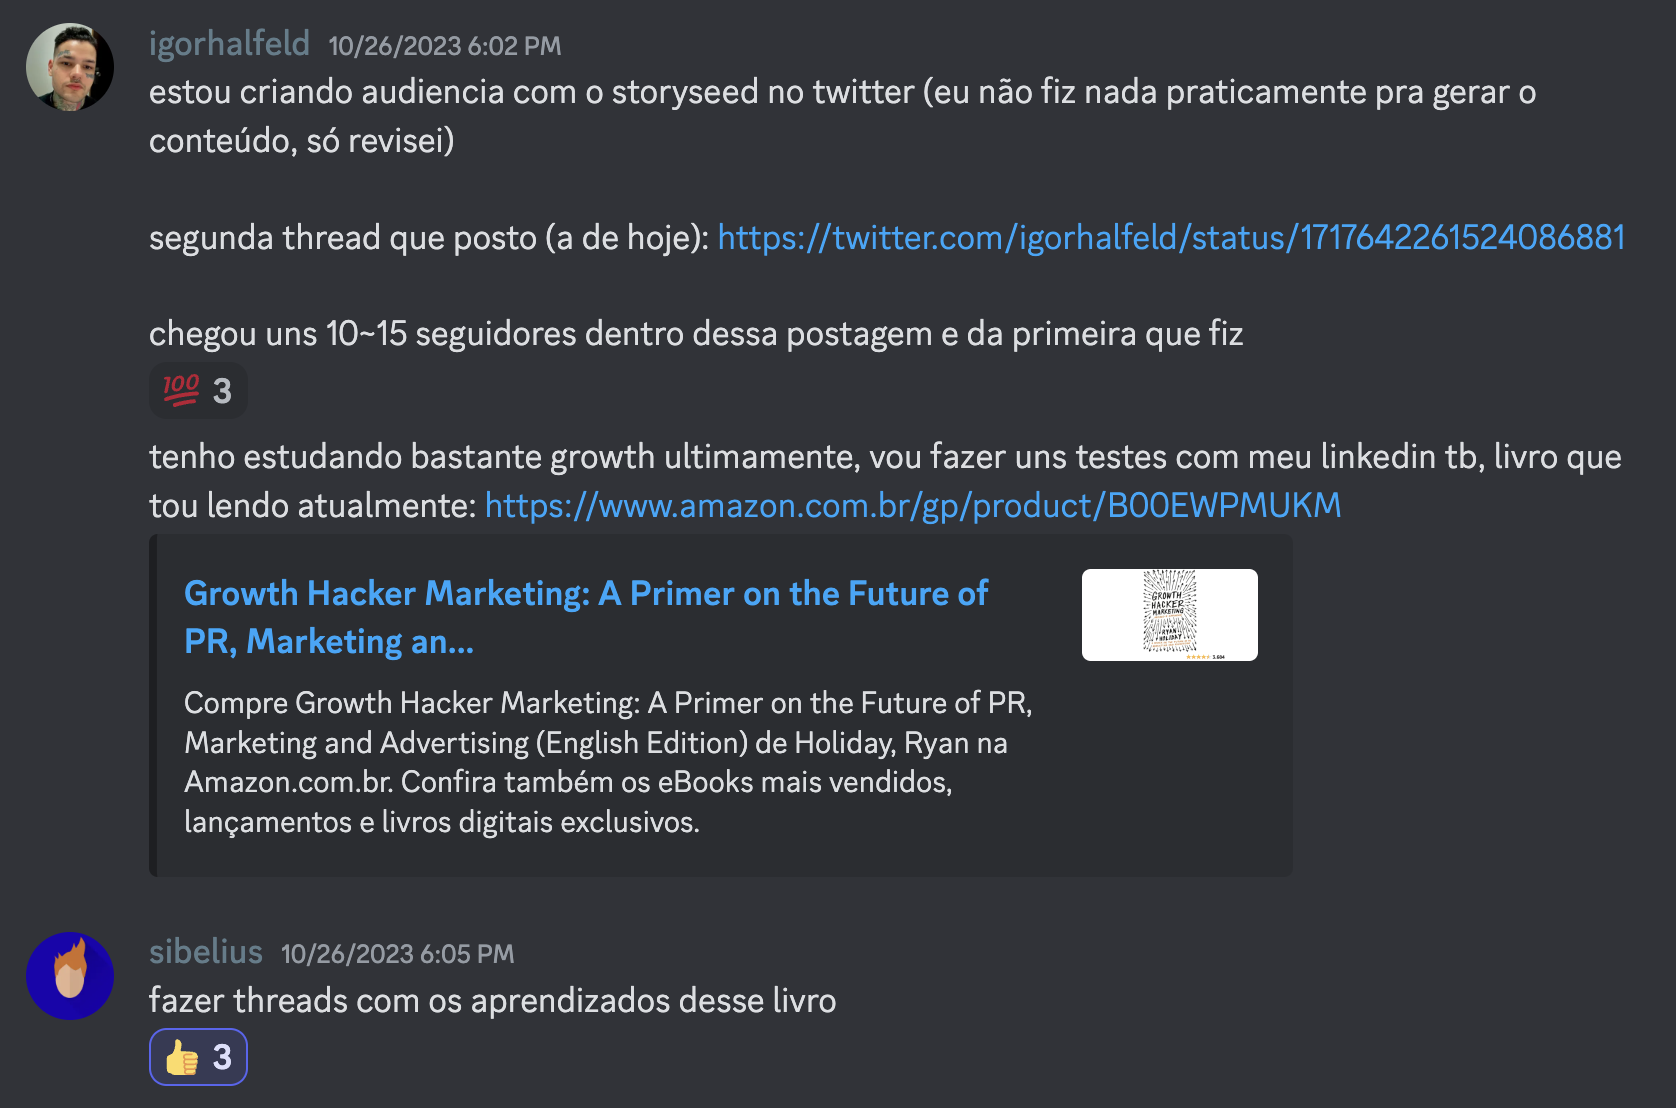 igorhalfeld 10/26/2023 6:02 PM
estou criando audiencia com o storyseed no twitter (eu não fiz nada praticamente pra gerar o
conteúdo, só revisei)
segunda thread que posto (a de hoje): https://twitter.com/igorhalfeld/status/1717642261524086881
chegou uns 10~15 seguidores dentro dessa postagem e da primeira que fiz
💯 3
tenho estudando bastante growth ultimamente, vou fazer uns testes com meu linkedin tb, livro que
tou lendo atualmente: https://www.amazon.com.br/gp/product/B00EWPMUKM
Growth Hacker Marketing: A Primer on the Future of
PR, Marketing an...
GROWTH
HACKER
MARKETING
RYAN
HOLIDAY
Compre Growth Hacker Marketing: A Primer on the Future of PR,
Marketing and Advertising (English Edition) de Holiday, Ryan na
Amazon.com.br. Confira também os eBooks mais vendidos,
lançamentos e livros digitais exclusivos.
sibelius 10/26/2023 6:05 PM
fazer threads com os aprendizados desse livro
👍 3